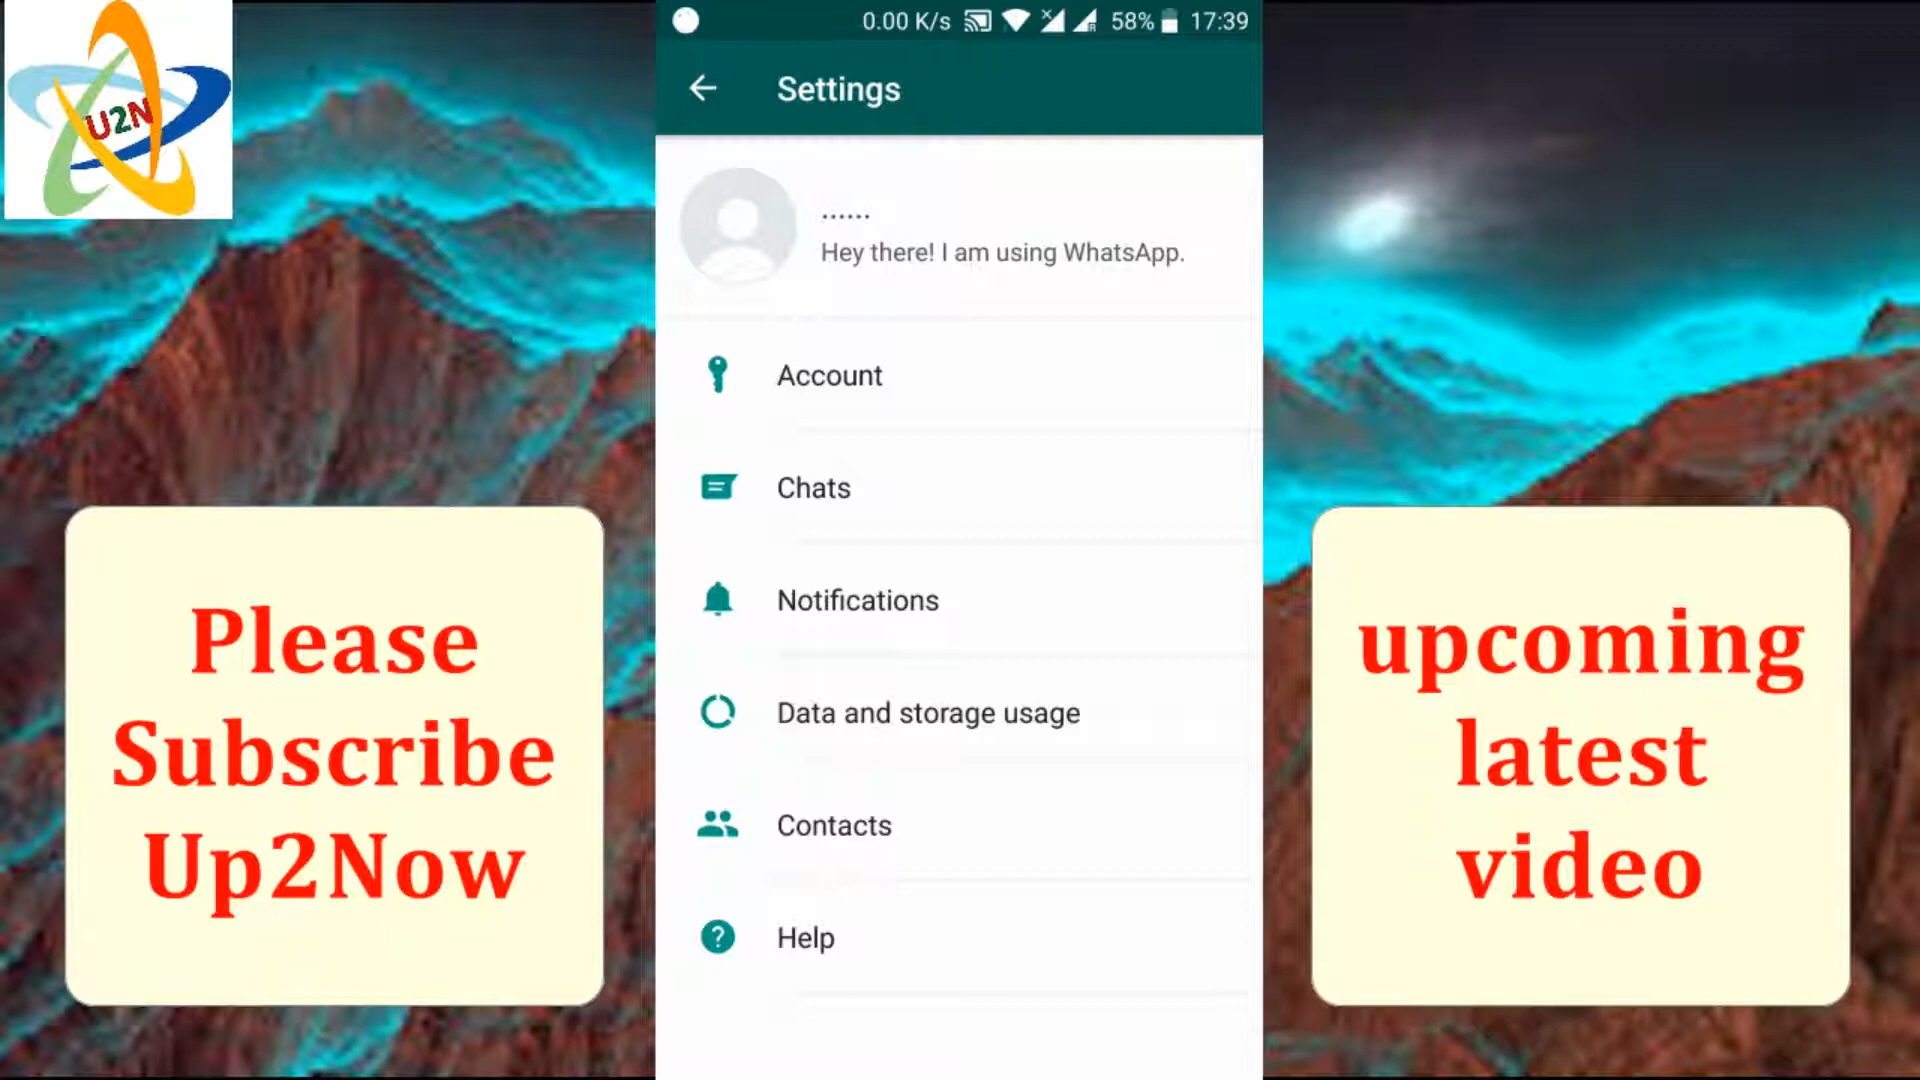 U2N
0.00 K/s 58% 17:39
Settings
......
Hey there! I am using WhatsApp.
Account
Chats
Notifications
Data and storage usage
Contacts
Help
Please
Subscribe
Up2Now
upcoming
latest
video